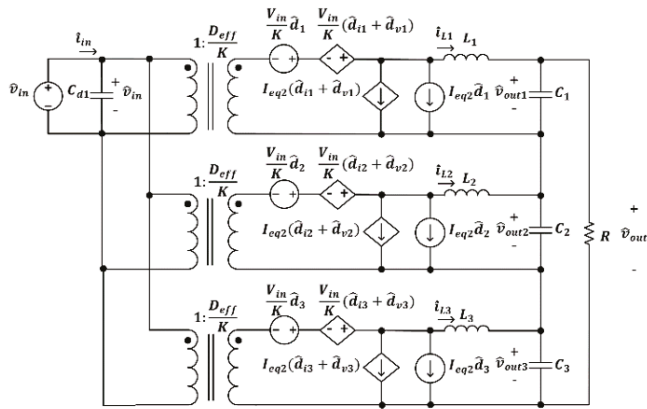 î_in 1: D_eff/K V_in/K d̂_1 V_in/K (d̂_i1 + d̂_v1) î_L1 L_1
v̂_in C_d1 + v̂_in - I_eq2(d̂_i1 + d̂_v1) I_eq2 d̂_1 + v̂_out1 - C_1
1: D_eff/K V_in/K d̂_2 V_in/K (d̂_i2 + d̂_v2) î_L2 L_2
I_eq2(d̂_i2 + d̂_v2) I_eq2 d̂_2 + v̂_out2 - C_2 R + v̂_out -
1: D_eff/K V_in/K d̂_3 V_in/K (d̂_i3 + d̂_v3) î_L3 L_3
I_eq2(d̂_i3 + d̂_v3) I_eq2 d̂_3 + v̂_out3 - C_3